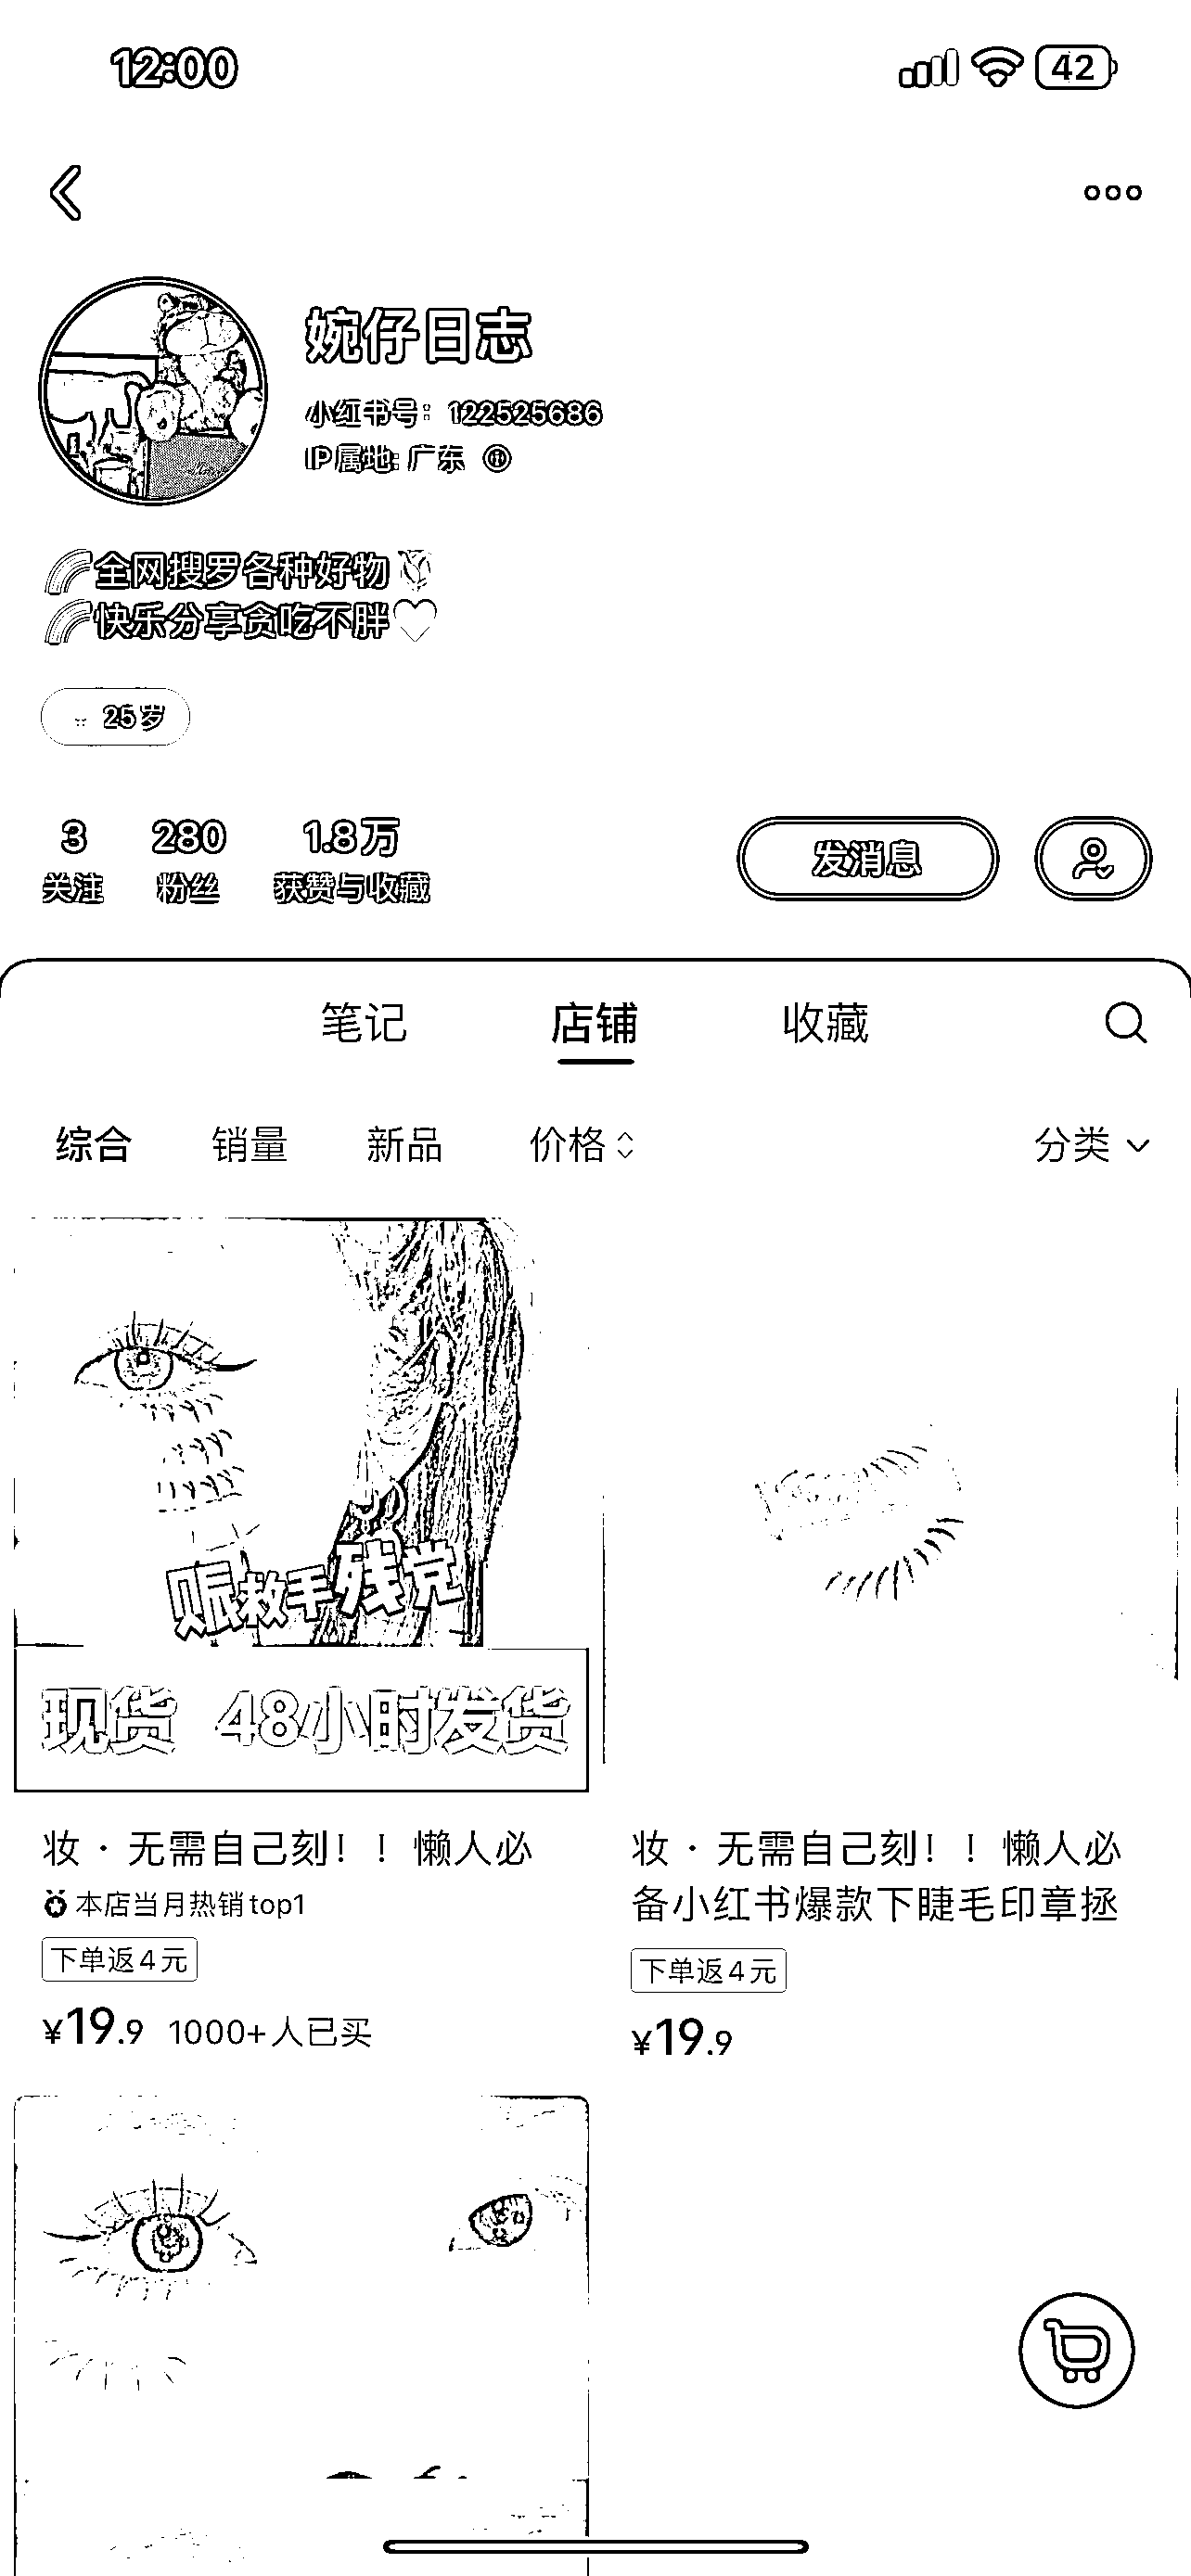 12:00
42
婉仔日志
小红书号：122525686
IP属地：广东
全网搜罗各种好物
快乐分享贪吃不胖
25岁
3 280 1.8万
关注 粉丝 获赞与收藏
发消息
笔记 店铺 收藏
综合 销量 新品 价格 分类
赈救手残党
现货 48小时发货
妆·无需自己刻！！懒人必
本店当月热销top1
下单返4元
¥19.9 1000+人已买
妆·无需自己刻！！懒人必
备小红书爆款下睫毛印章拯
下单返4元
¥19.9